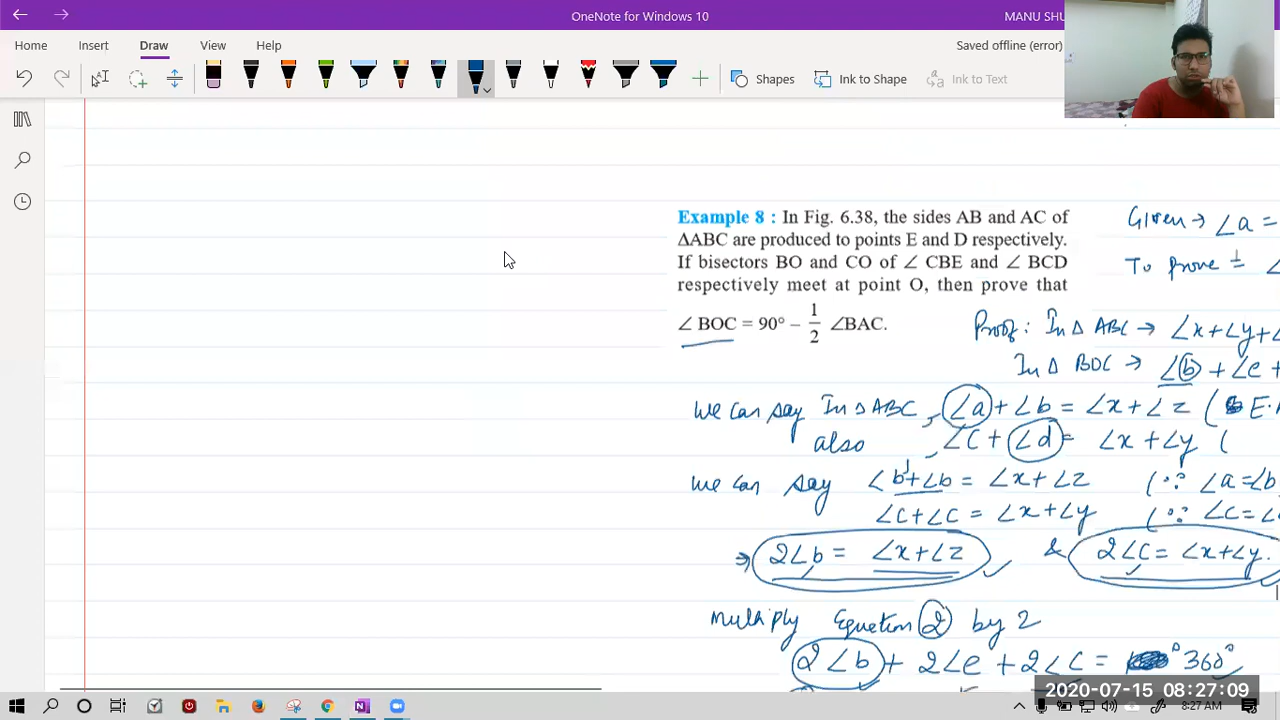 OneNote for Windows 10
MANU SHU
Home Insert Draw View Help
Saved offline (error)
Shapes Ink to Shape Ink to Text
Example 8 : In Fig. 6.38, the sides AB and AC of
ΔABC are produced to points E and D respectively.
If bisectors BO and CO of ∠ CBE and ∠ BCD
respectively meet at point O, then prove that
∠ BOC = 90° – 1/2 ∠BAC.
Given → ∠a =
To prove ÷ ∠
Proof: In Δ ABC → ∠x+∠y+∠
In Δ BOC → ∠b + ∠e +
We can say In Δ ABC, ∠a + ∠b = ∠x + ∠z ( E.
also ∠C + ∠d = ∠x + ∠y (
We can say ∠b + ∠b = ∠x + ∠z (∵ ∠a = ∠b
∠C + ∠C = ∠x + ∠y (∵ ∠C = ∠
⇒ 2∠b = ∠x + ∠z & 2∠C = ∠x + ∠y.
Multiply Equation 2 by 2
2∠b + 2∠e + 2∠C = 360°
2020-07-15 08:27:09
8:27 AM